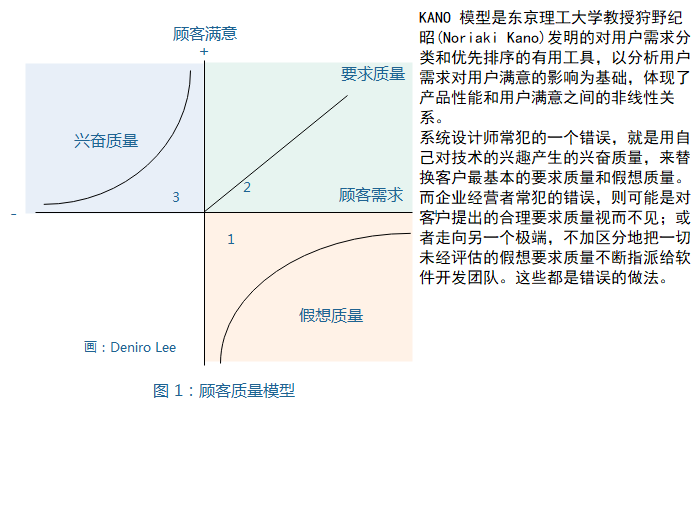 顾客满意
+
要求质量
兴奋质量
3
2
顾客需求
-
1
假想质量
画：Deniro Lee
图 1：顾客质量模型
KANO 模型是东京理工大学教授狩野纪
昭(Noriaki Kano)发明的对用户需求分
类和优先排序的有用工具，以分析用户
需求对用户满意的影响为基础，体现了
产品性能和用户满意之间的非线性关
系。
系统设计师常犯的一个错误，就是用自
己对技术的兴趣产生的兴奋质量，来替
换客户最基本的要求质量和假想质量。
而企业经营者常犯的错误，则可能是对
客户提出的合理要求质量视而不见；或
者走向另一个极端，不加区分地把一切
未经评估的假想要求质量不断指派给软
件开发团队。这些都是错误的做法。